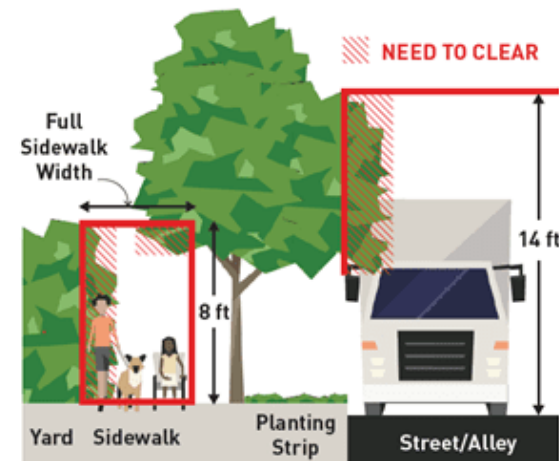 NEED TO CLEAR
Full
Sidewalk
Width
14 ft
8 ft
Yard
Sidewalk
Planting
Strip
Street/Alley